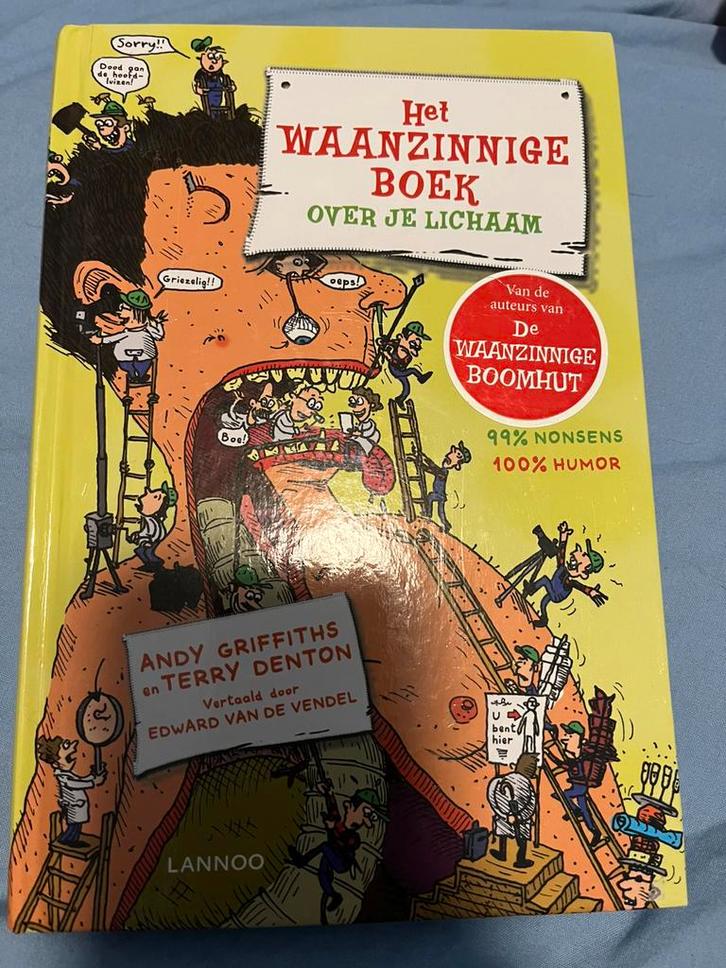 Sorry!!
Dood aan
de hoofd-
luizen!
Het
WAANZINNIGE
BOEK
OVER JE LICHAAM
Griezelig!!
oeps!
Van de
auteurs van
De
WAANZINNIGE
BOOMHUT
Boe!
99% NONSENS
100% HUMOR
ANDY GRIFFITHS
en TERRY DENTON
Vertaald door
EDWARD VAN DE VENDEL
U
bent
hier
LANNOO